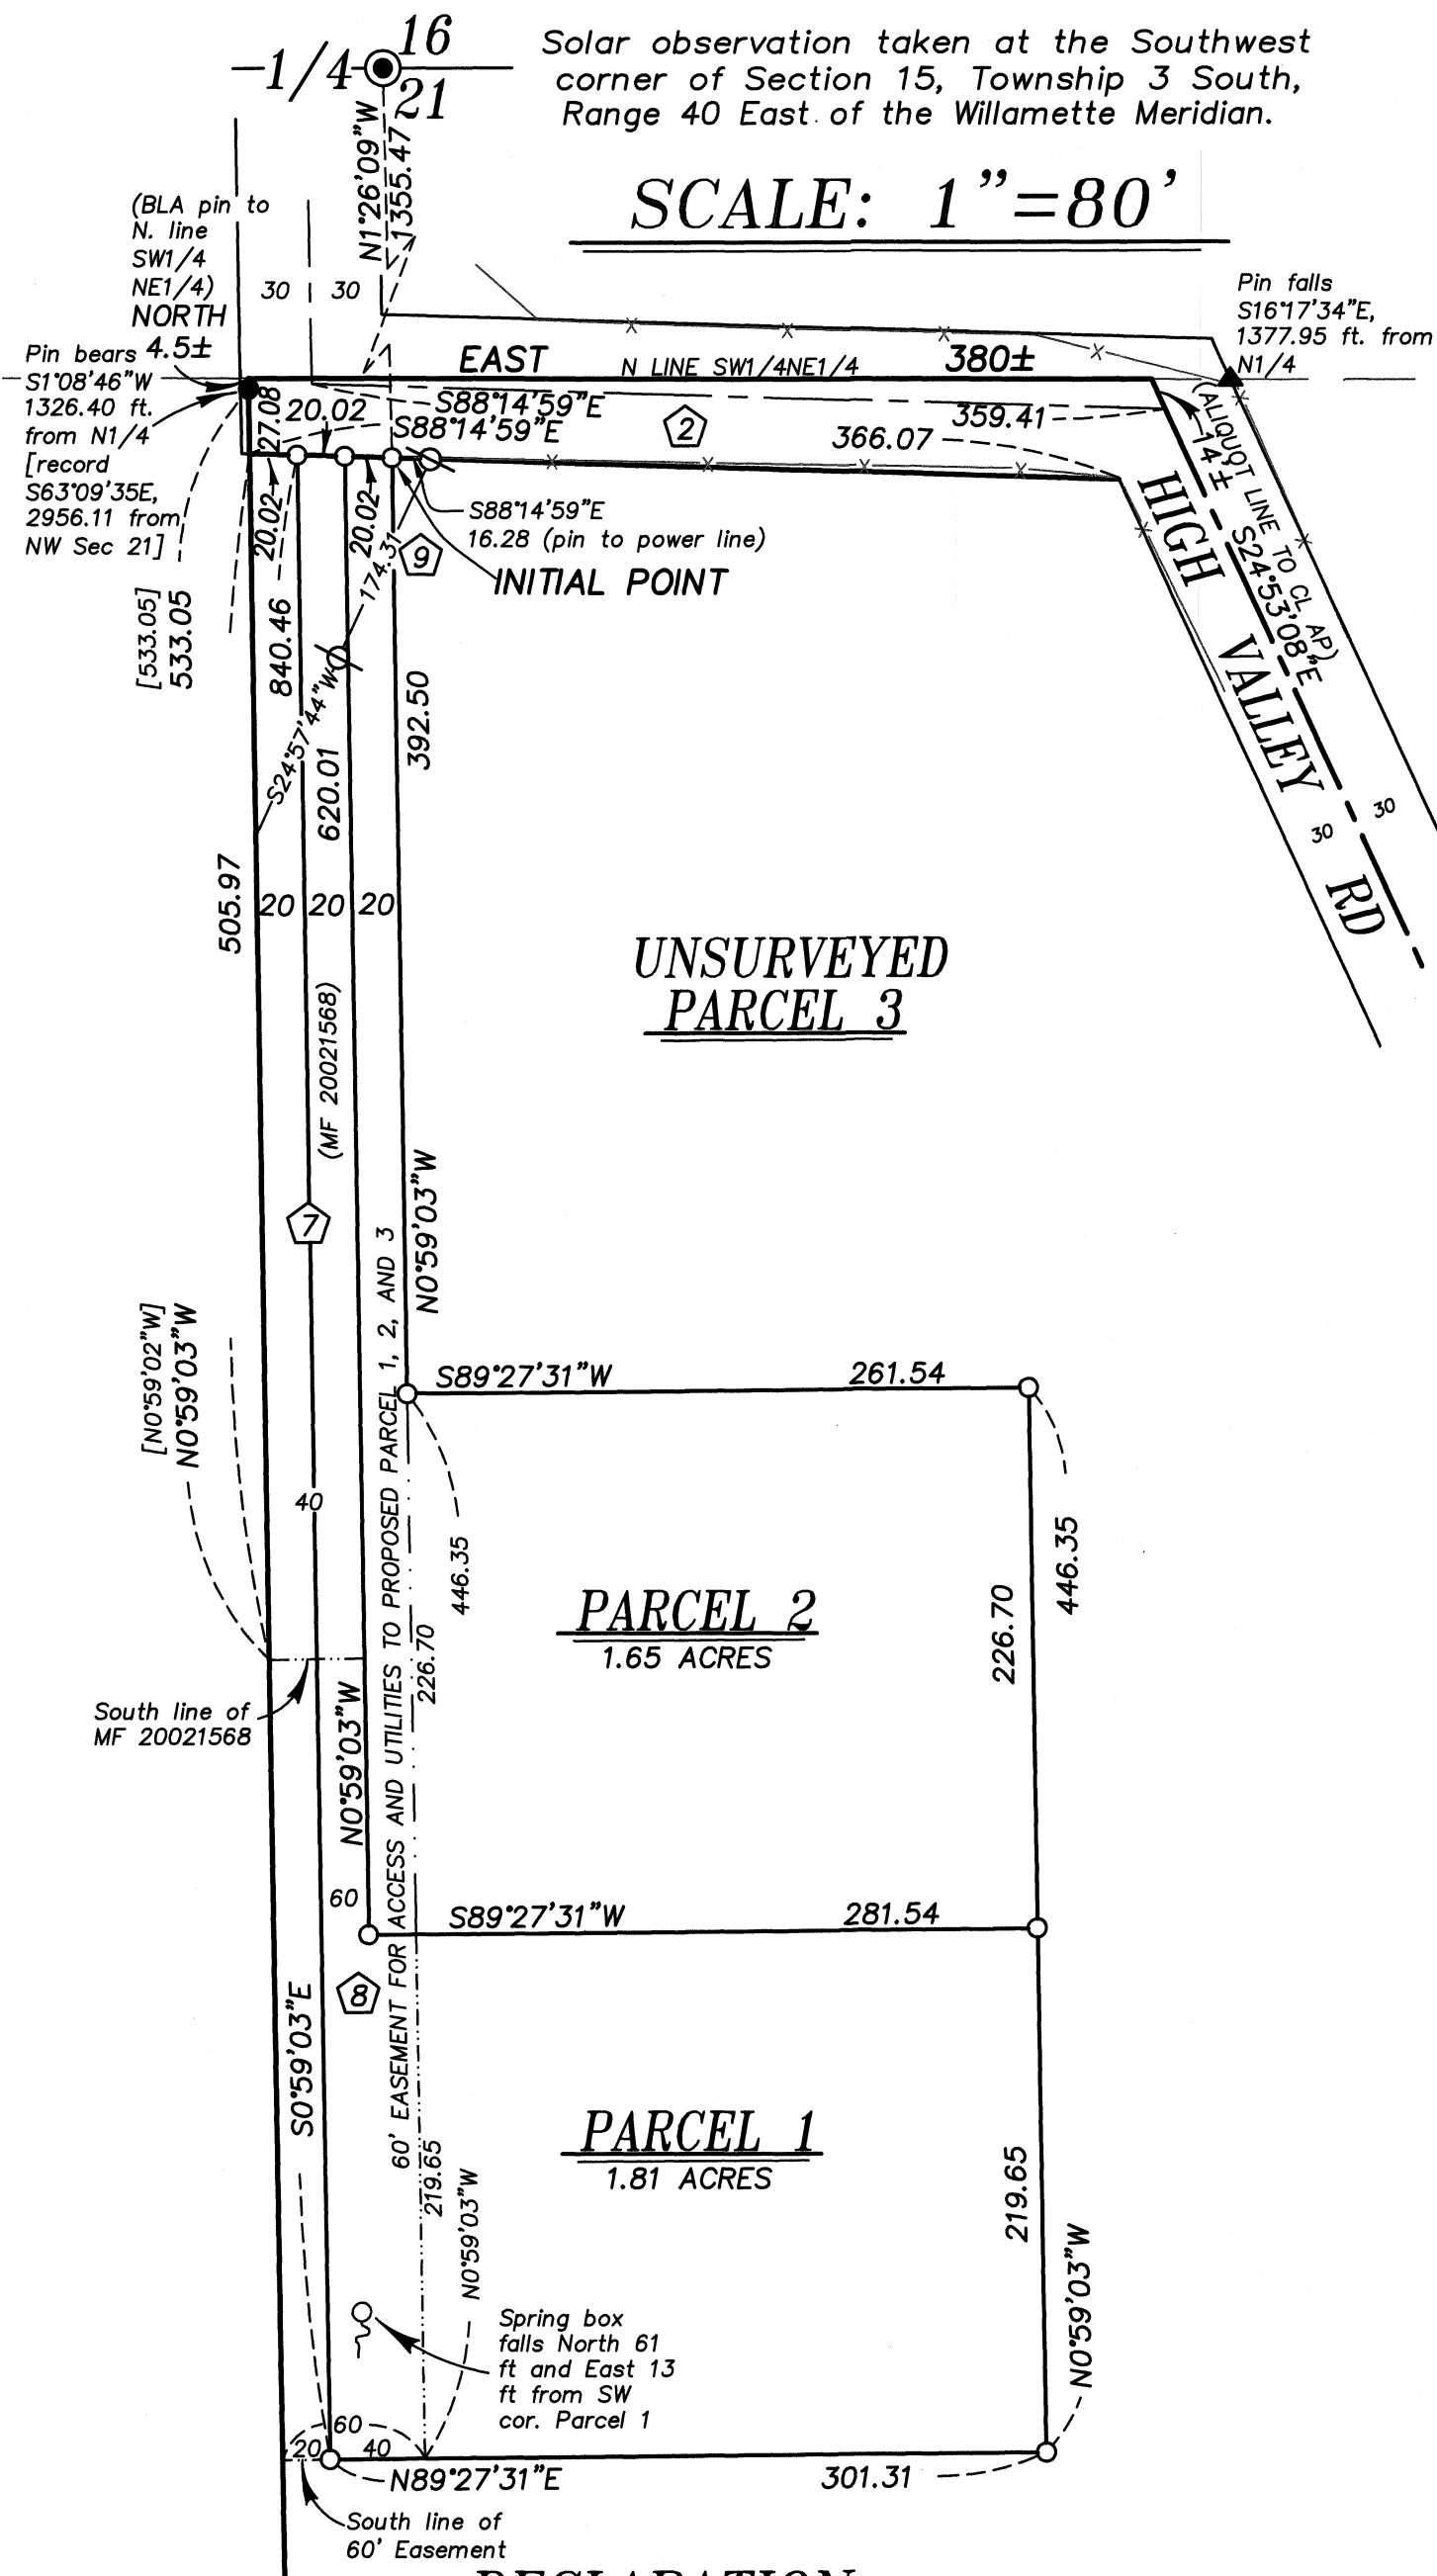 16
1/4
21
Solar observation taken at the Southwest
corner of Section 15, Township 3 South,
Range 40 East of the Willamette Meridian.
N1°26'09"W
1355.47
SCALE: 1"=80'
(BLA pin to
N. line
SW1/4
NE1/4)
NORTH
4.5±
30
30
Pin bears
S1°08'46"W
1326.40 ft.
from N1/4
[record
S63°09'35E,
2956.11 from
NW Sec 21]
Pin falls
S16°17'34"E,
1377.95 ft. from
N1/4
EAST
N LINE SW1/4NE1/4
380±
27.08
20.02
S88°14'59"E
S88°14'59"E
2
359.41
366.07
14±
(ALIQUOT LINE TO CL AP)
S24°53'08"E
HIGH VALLEY RD
30
30
20.02
20.02
174.31
9
S88°14'59"E
16.28 (pin to power line)
INITIAL POINT
[533.05]
533.05
840.46
S24°57'44"W
620.01
392.50
505.97
20
20
20
UNSURVEYED
PARCEL 3
(MF 20021568)
7
N0°59'03"W
[N0°59'02"W]
N0°59'03"W
S89°27'31"W
261.54
40
446.35
446.35
226.70
226.70
PARCEL 2
1.65 ACRES
South line of
MF 20021568
N0°59'03"W
60' EASEMENT FOR ACCESS AND UTILITIES TO PROPOSED PARCEL 1, 2, AND 3
60
S89°27'31"W
281.54
8
S0°59'03"E
PARCEL 1
1.81 ACRES
219.65
219.65
N0°59'03"W
N0°59'03"W
Spring box
falls North 61
ft and East 13
ft from SW
cor. Parcel 1
60
20
40
N89°27'31"E
301.31
South line of
60' Easement
DECLARATION